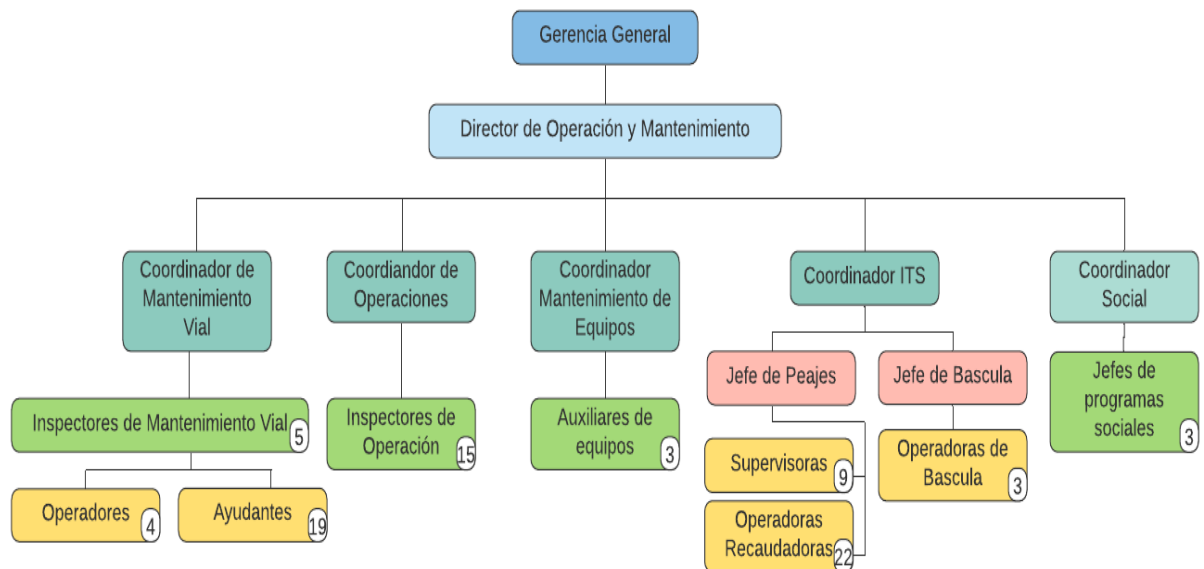 Gerencia General
Director de Operación y Mantenimiento
Coordinador de
Mantenimiento
Vial
Coordiandor de
Operaciones
Coordinador
Mantenimiento de
Equipos
Coordinador ITS
Coordinador
Social
Jefe de Peajes
Jefe de Bascula
Jefes de
programas
sociales
3
Inspectores de Mantenimiento Vial
5
Inspectores de
Operación
15
Auxiliares de
equipos
3
Supervisoras
9
Operadoras de
Bascula
3
Operadores
4
Ayudantes
19
Operadoras
Recaudadoras
22